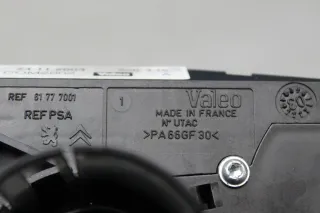 REF 61 77 7001
1
Valeo
MADE IN FRANCE
REF PSA
N° UTAC
>PA66GF30<